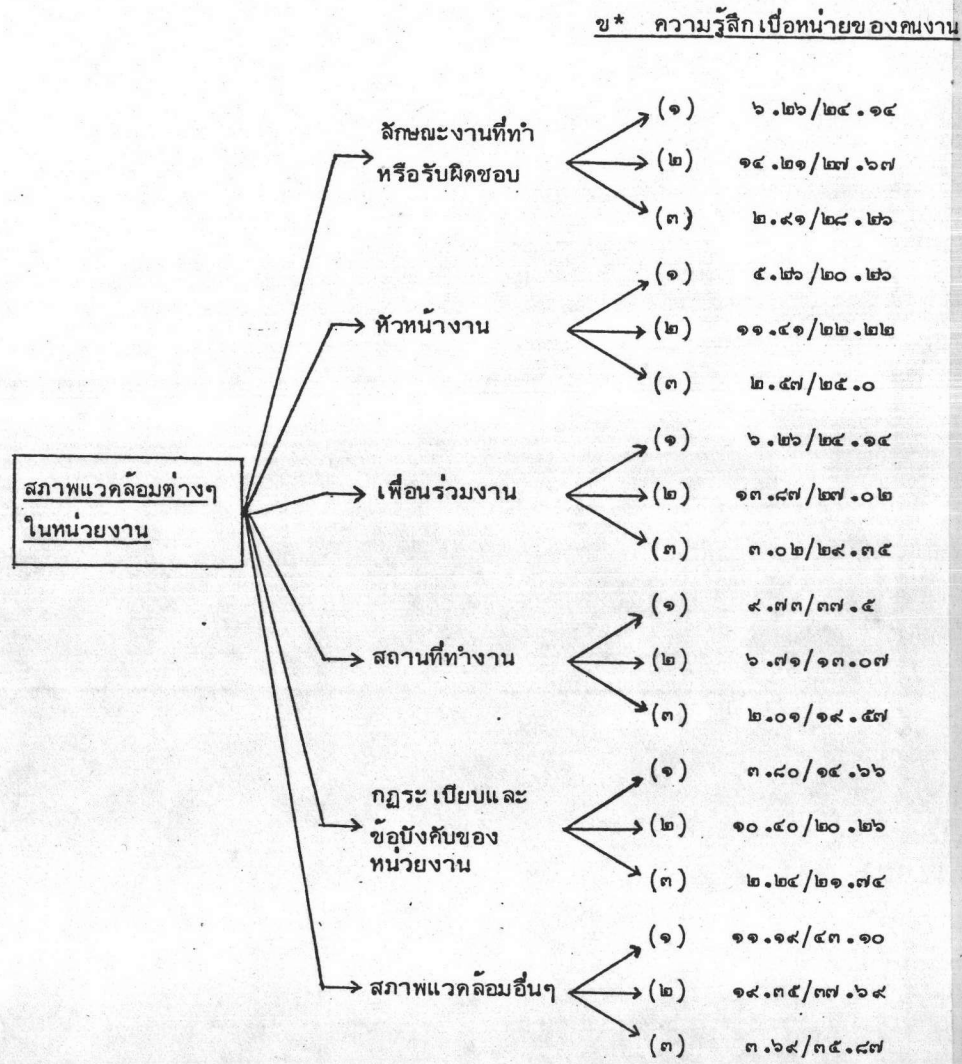 ข* ความรู้สึกเบื่อหน่ายของคนงาน
ลักษณะงานที่ทำ
หรือรับผิดชอบ
(๑) ๖.๒๖/๒๔.๑๔
(๒) ๑๔.๒๑/๒๗.๖๗
(๓) ๒.๙๑/๒๘.๒๖
หัวหน้างาน
(๑) ๕.๒๖/๒๐.๒๖
(๒) ๑๑.๔๑/๒๒.๒๒
(๓) ๒.๕๗/๒๕.๐
สภาพแวดล้อมต่างๆ
ในหน่วยงาน
เพื่อนร่วมงาน
(๑) ๖.๒๖/๒๔.๑๔
(๒) ๑๓.๘๗/๒๗.๐๒
(๓) ๓.๐๒/๒๙.๓๕
สถานที่ทำงาน
(๑) ๙.๗๓/๓๗.๕
(๒) ๖.๗๑/๑๓.๐๗
(๓) ๒.๐๑/๑๙.๕๗
กฎระเบียบและ
ข้อบังคับของ
หน่วยงาน
(๑) ๓.๘๐/๑๔.๖๖
(๒) ๑๐.๔๐/๒๐.๒๖
(๓) ๒.๒๔/๒๑.๗๔
สภาพแวดล้อมอื่นๆ
(๑) ๑๑.๑๙/๔๓.๑๐
(๒) ๑๙.๓๕/๓๗.๖๙
(๓) ๓.๖๙/๓๕.๘๗